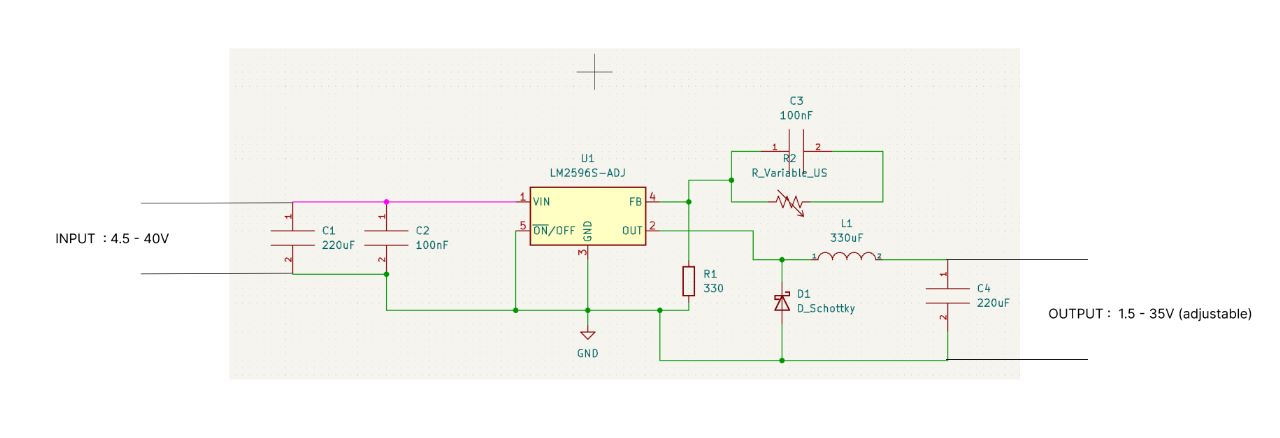 C3
100nF
1
2
U1
R2
LM2596S-ADJ
R_Variable_US
1
VIN
FB
4
1
1
L1
5
ON/OFF
GND
OUT
2
330uF
INPUT : 4.5 - 40V
C1
220uF
C2
100nF
1
2
2
2
3
R1
330
1
C4
220uF
D1
D_Schottky
OUTPUT : 1.5 - 35V (adjustable)
2
GND